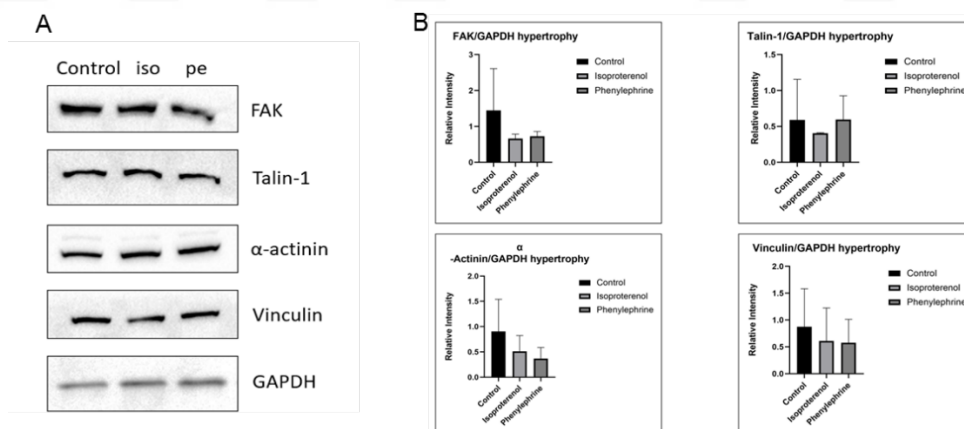 A
Control iso pe
FAK
Talin-1
α-actinin
Vinculin
GAPDH
B
FAK/GAPDH hypertrophy
Relative Intensity
3
2
1
0
Control
Isoproterenol
Phenylephrine
Control
Isoproterenol
Phenylephrine
Talin-1/GAPDH hypertrophy
Relative Intensity
1.5
1.0
0.5
0.0
Control
Isoproterenol
Phenylephrine
Control
Isoproterenol
Phenylephrine
α
-Actinin/GAPDH hypertrophy
Relative Intensity
2.0
1.5
1.0
0.5
0.0
Control
Isoproterenol
Phenylephrine
Control
Isoproterenol
Phenylephrine
Vinculin/GAPDH hypertrophy
Relative Intensity
2.0
1.5
1.0
0.5
0.0
Control
Isoproterenol
Phenylephrine
Control
Isoproterenol
Phenylephrine